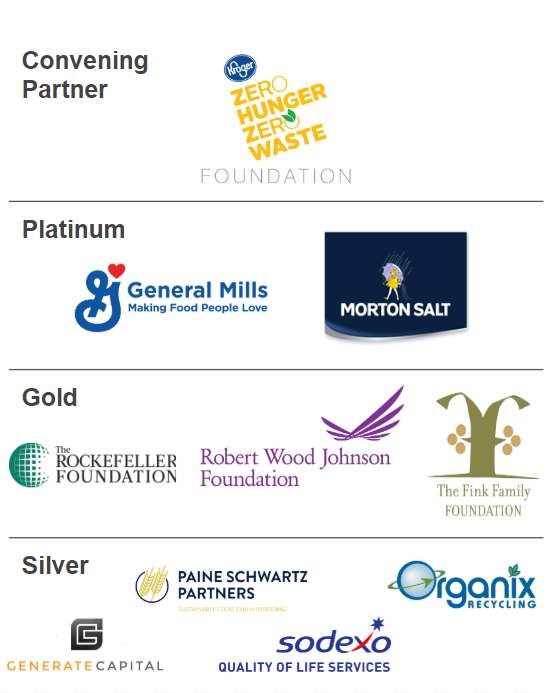 Convening
Partner
Kroger
ZERO
HUNGER
ZERO
WASTE
FOUNDATION
Platinum
General Mills
Making Food People Love
MORTON SALT
Gold
The
ROCKEFELLER
FOUNDATION
Robert Wood Johnson
Foundation
The Fink Family
FOUNDATION
Silver
PAINE SCHWARTZ
PARTNERS
SUSTAINABLE FOOD CHAIN INVESTING
Organix
RECYCLING
GENERATE CAPITAL
sodexo
QUALITY OF LIFE SERVICES